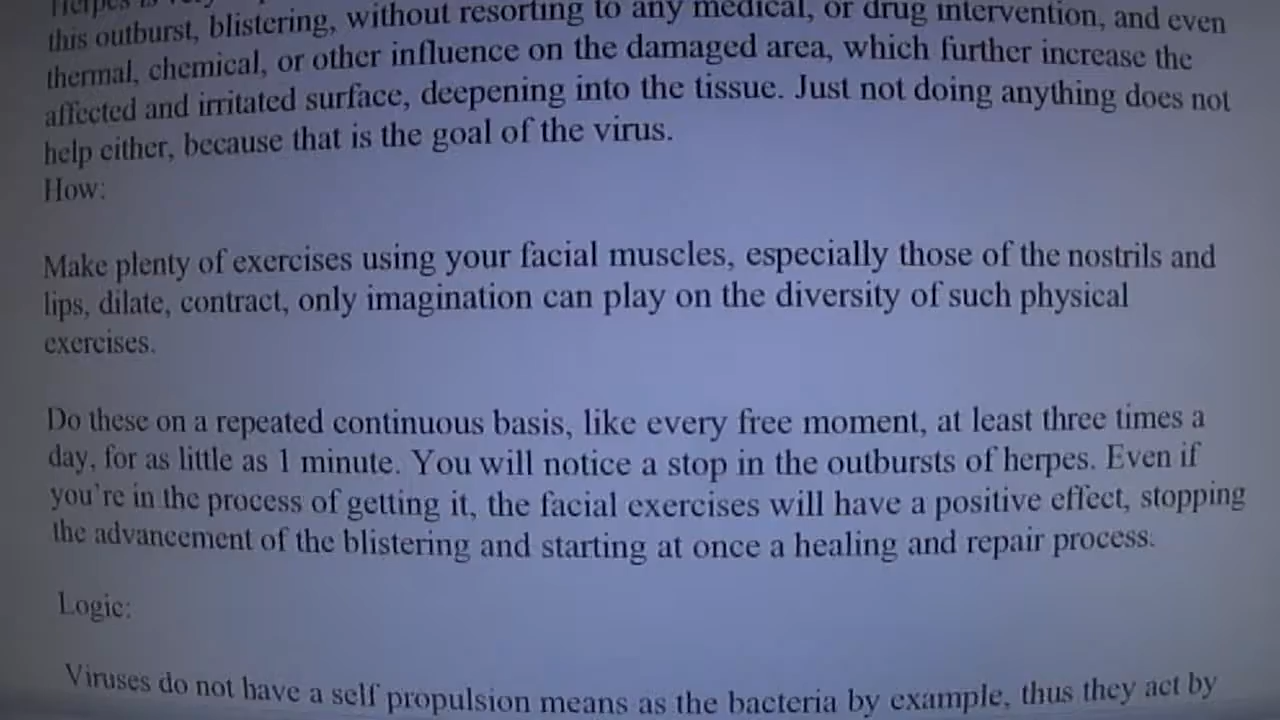 this outburst, blistering, without resorting to any medical, or drug intervention, and even
thermal, chemical, or other influence on the damaged area, which further increase the
affected and irritated surface, deepening into the tissue. Just not doing anything does not
help either, because that is the goal of the virus.
How:
Make plenty of exercises using your facial muscles, especially those of the nostrils and
lips, dilate, contract, only imagination can play on the diversity of such physical
exercises.
Do these on a repeated continuous basis, like every free moment, at least three times a
day, for as little as 1 minute. You will notice a stop in the outbursts of herpes. Even if
you're in the process of getting it, the facial exercises will have a positive effect, stopping
the advancement of the blistering and starting at once a healing and repair process.
Logic:
Viruses do not have a self propulsion means as the bacteria by example, thus they act by